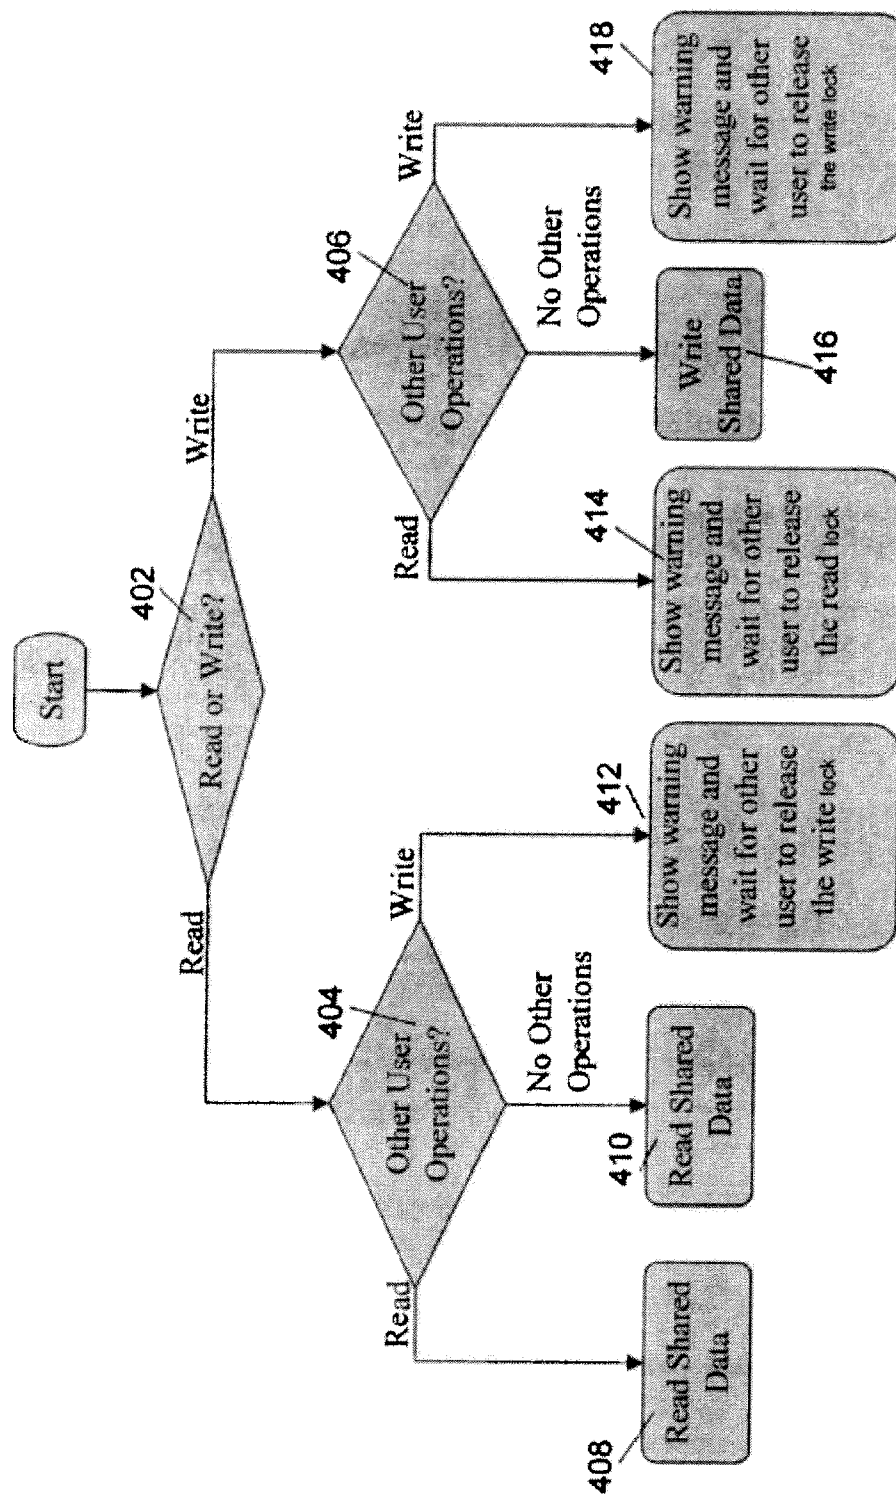 Start
402
Read or Write?
Read
Write
404
Other User
Operations?
406
Other User
Operations?
Read
No Other
Operations
Write
Read
No Other
Operations
Write
408
Read Shared
Data
410
Read Shared
Data
412
Show warning
message and
wait for other
user to release
the write lock
414
Show warning
message and
wait for other
user to release
the read lock
Write
Shared Data
416
418
Show warning
message and
wait for other
user to release
the write lock